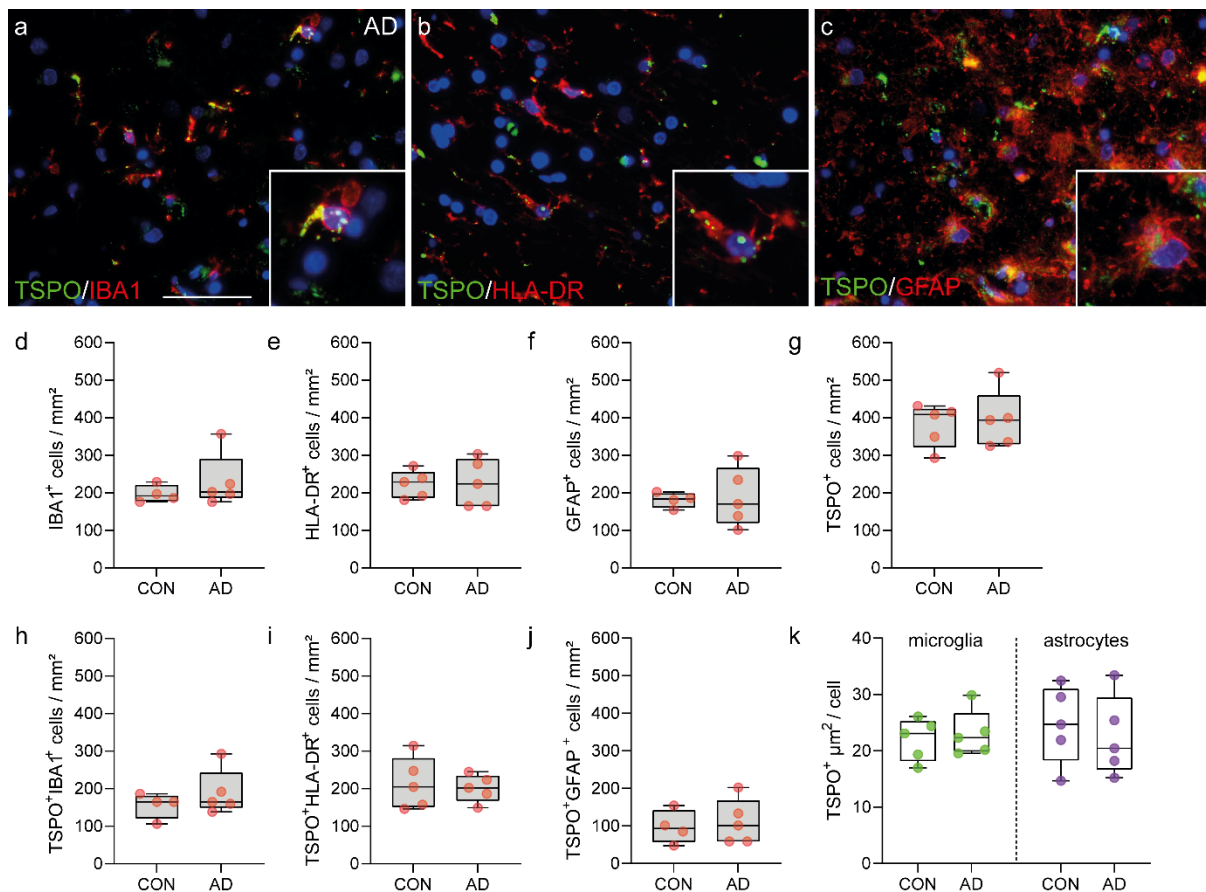 a
AD
TSPO/IBA1
b
TSPO/HLA-DR
c
TSPO/GFAP
d
IBA1⁺ cells / mm²
600
500
400
300
200
100
0
CON
AD
e
HLA-DR⁺ cells / mm²
600
500
400
300
200
100
0
CON
AD
f
GFAP⁺ cells / mm²
600
500
400
300
200
100
0
CON
AD
g
TSPO⁺ cells / mm²
600
500
400
300
200
100
0
CON
AD
h
TSPO⁺IBA1⁺ cells / mm²
600
500
400
300
200
100
0
CON
AD
i
TSPO⁺HLA-DR⁺ cells / mm²
600
500
400
300
200
100
0
CON
AD
j
TSPO⁺GFAP⁺ cells / mm²
600
500
400
300
200
100
0
CON
AD
k
TSPO⁺ µm² / cell
microglia
astrocytes
40
30
20
10
0
CON
AD
CON
AD